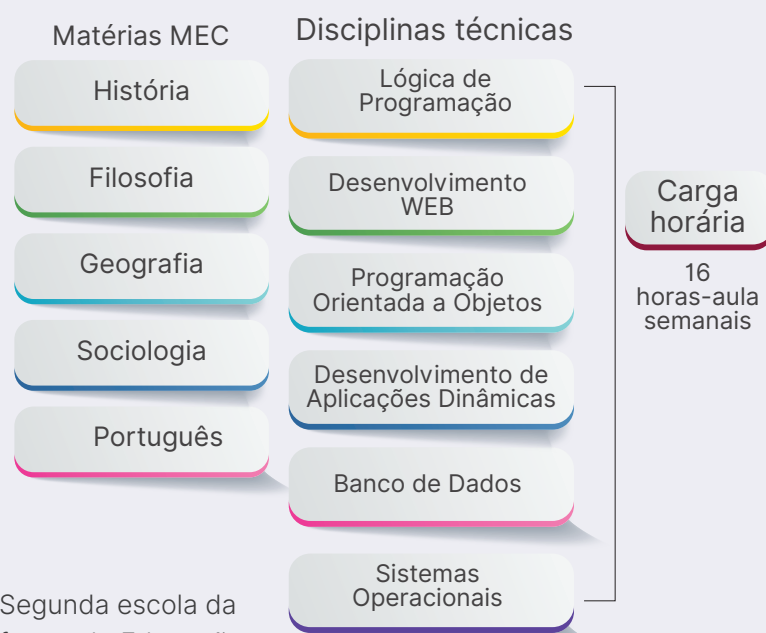 Matérias MEC
História
Filosofia
Geografia
Sociologia
Português
Disciplinas técnicas
Lógica de
Programação
Desenvolvimento
WEB
Programação
Orientada a Objetos
Desenvolvimento de
Aplicações Dinâmicas
Banco de Dados
Sistemas
Operacionais
Carga
horária
16
horas-aula
semanais
Segunda escola da